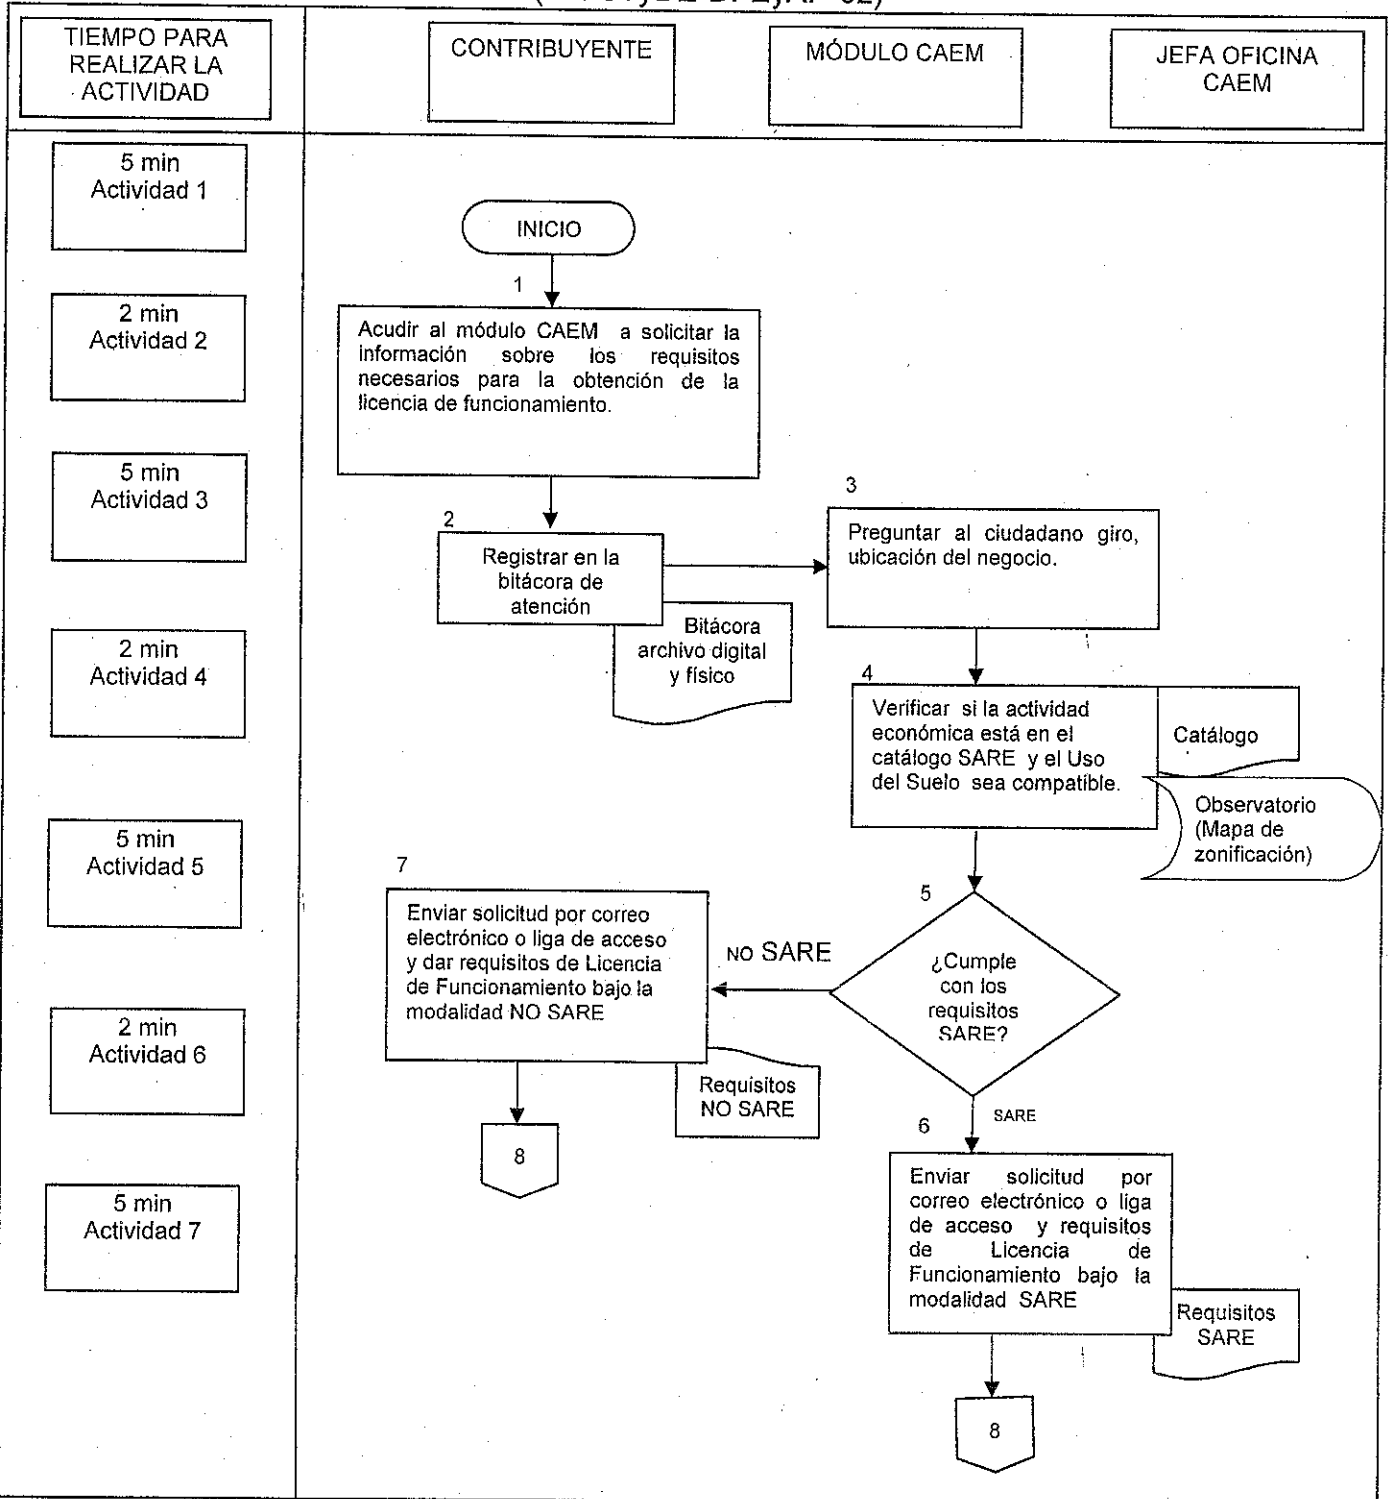 TIEMPO PARA
REALIZAR LA
ACTIVIDAD
CONTRIBUYENTE
MÓDULO CAEM
JEFA OFICINA
CAEM
5 min
Actividad 1
2 min
Actividad 2
5 min
Actividad 3
2 min
Actividad 4
5 min
Actividad 5
2 min
Actividad 6
5 min
Actividad 7
INICIO
1
Acudir al módulo CAEM a solicitar la
información sobre los requisitos
necesarios para la obtención de la
licencia de funcionamiento.
2
Registrar en la
bitácora de
atención
Bitácora
archivo digital
y físico
3
Preguntar al ciudadano giro,
ubicación del negocio.
4
Verificar si la actividad
económica está en el
catálogo SARE y el Uso
del Suelo sea compatible.
Catálogo
Observatorio
(Mapa de
zonificación)
5
¿Cumple
con los
requisitos
SARE?
NO SARE
7
Enviar solicitud por correo
electrónico o liga de acceso
y dar requisitos de Licencia
de Funcionamiento bajo la
modalidad NO SARE
Requisitos
NO SARE
8
SARE
6
Enviar solicitud por
correo electrónico o liga
de acceso y requisitos
de Licencia de
Funcionamiento bajo la
modalidad SARE
Requisitos
SARE
8